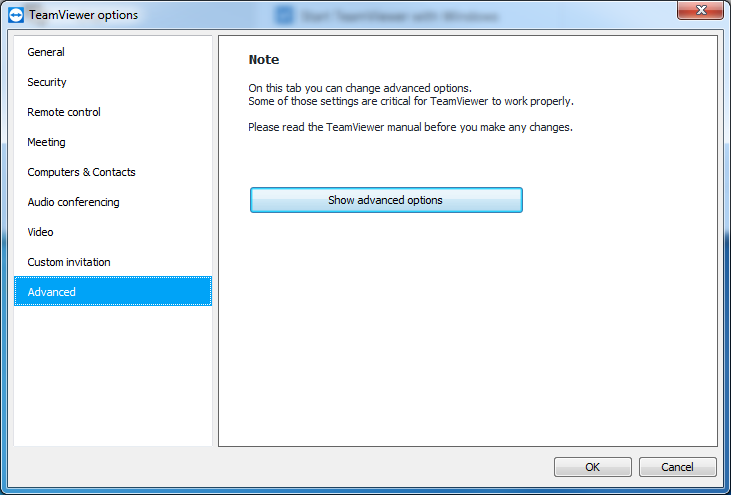 TeamViewer options
Start TeamViewer with Windows
General
Security
Remote control
Meeting
Computers & Contacts
Audio conferencing
Video
Custom invitation
Advanced
Note
On this tab you can change advanced options.
Some of those settings are critical for TeamViewer to work properly.
Please read the TeamViewer manual before you make any changes.
Show advanced options
OK
Cancel